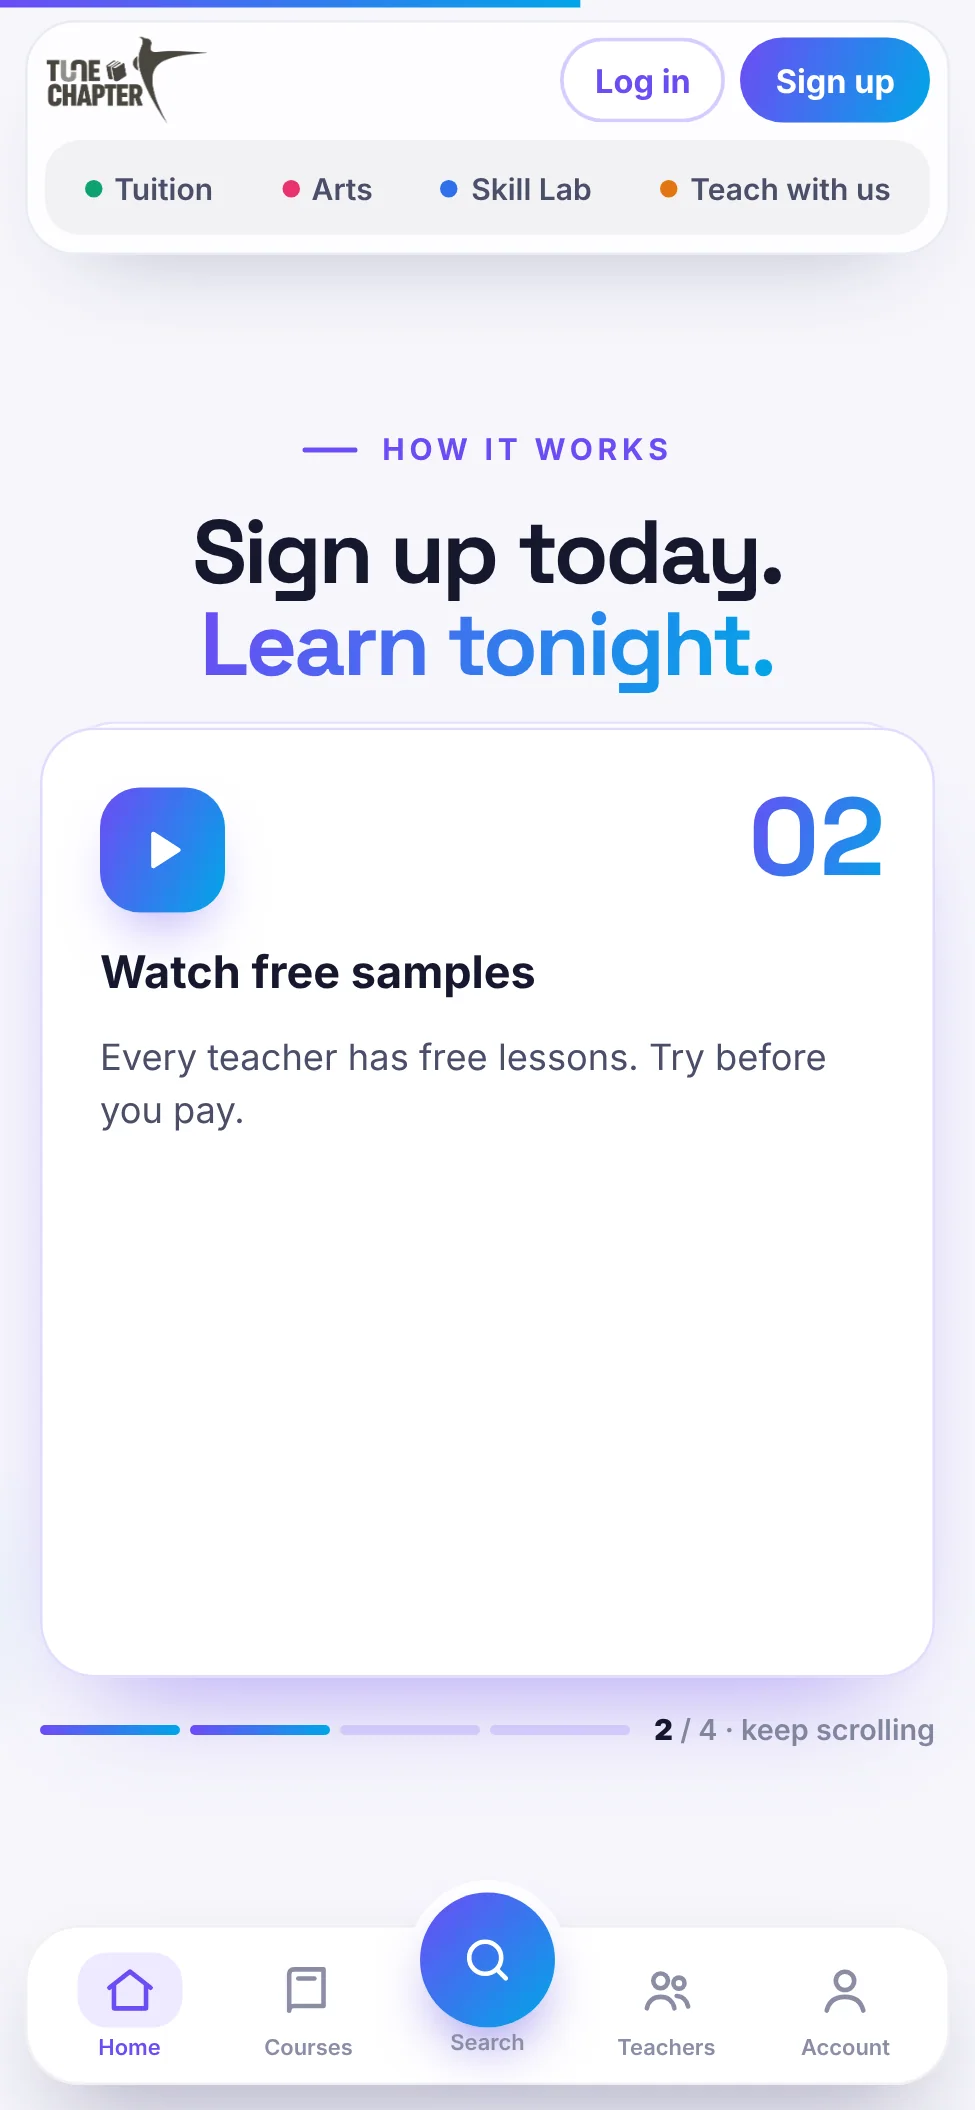 TUNE
CHAPTER
Log in
Sign up
Tuition
Arts
Skill Lab
Teach with us
HOW IT WORKS
Sign up today.
Learn tonight.
02
Watch free samples
Every teacher has free lessons. Try before
you pay.
2 / 4 · keep scrolling
Home
Courses
Search
Teachers
Account